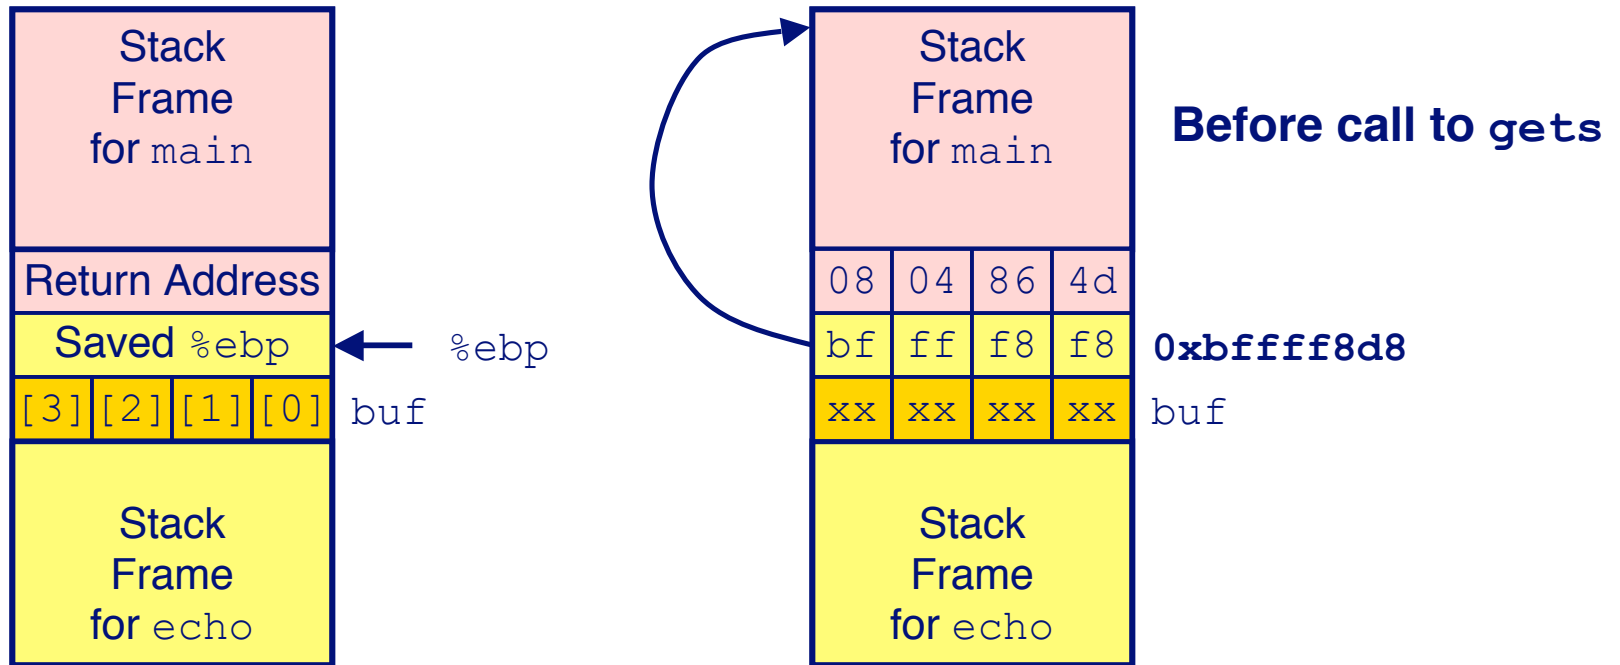 Stack
Frame
for main
Return Address
Saved %ebp
%ebp
[3] [2] [1] [0]
buf
Stack
Frame
for echo
Stack
Frame
for main
Before call to gets
08 04 86 4d
bf ff f8 f8
0xbffff8d8
xx xx xx xx
buf
Stack
Frame
for echo